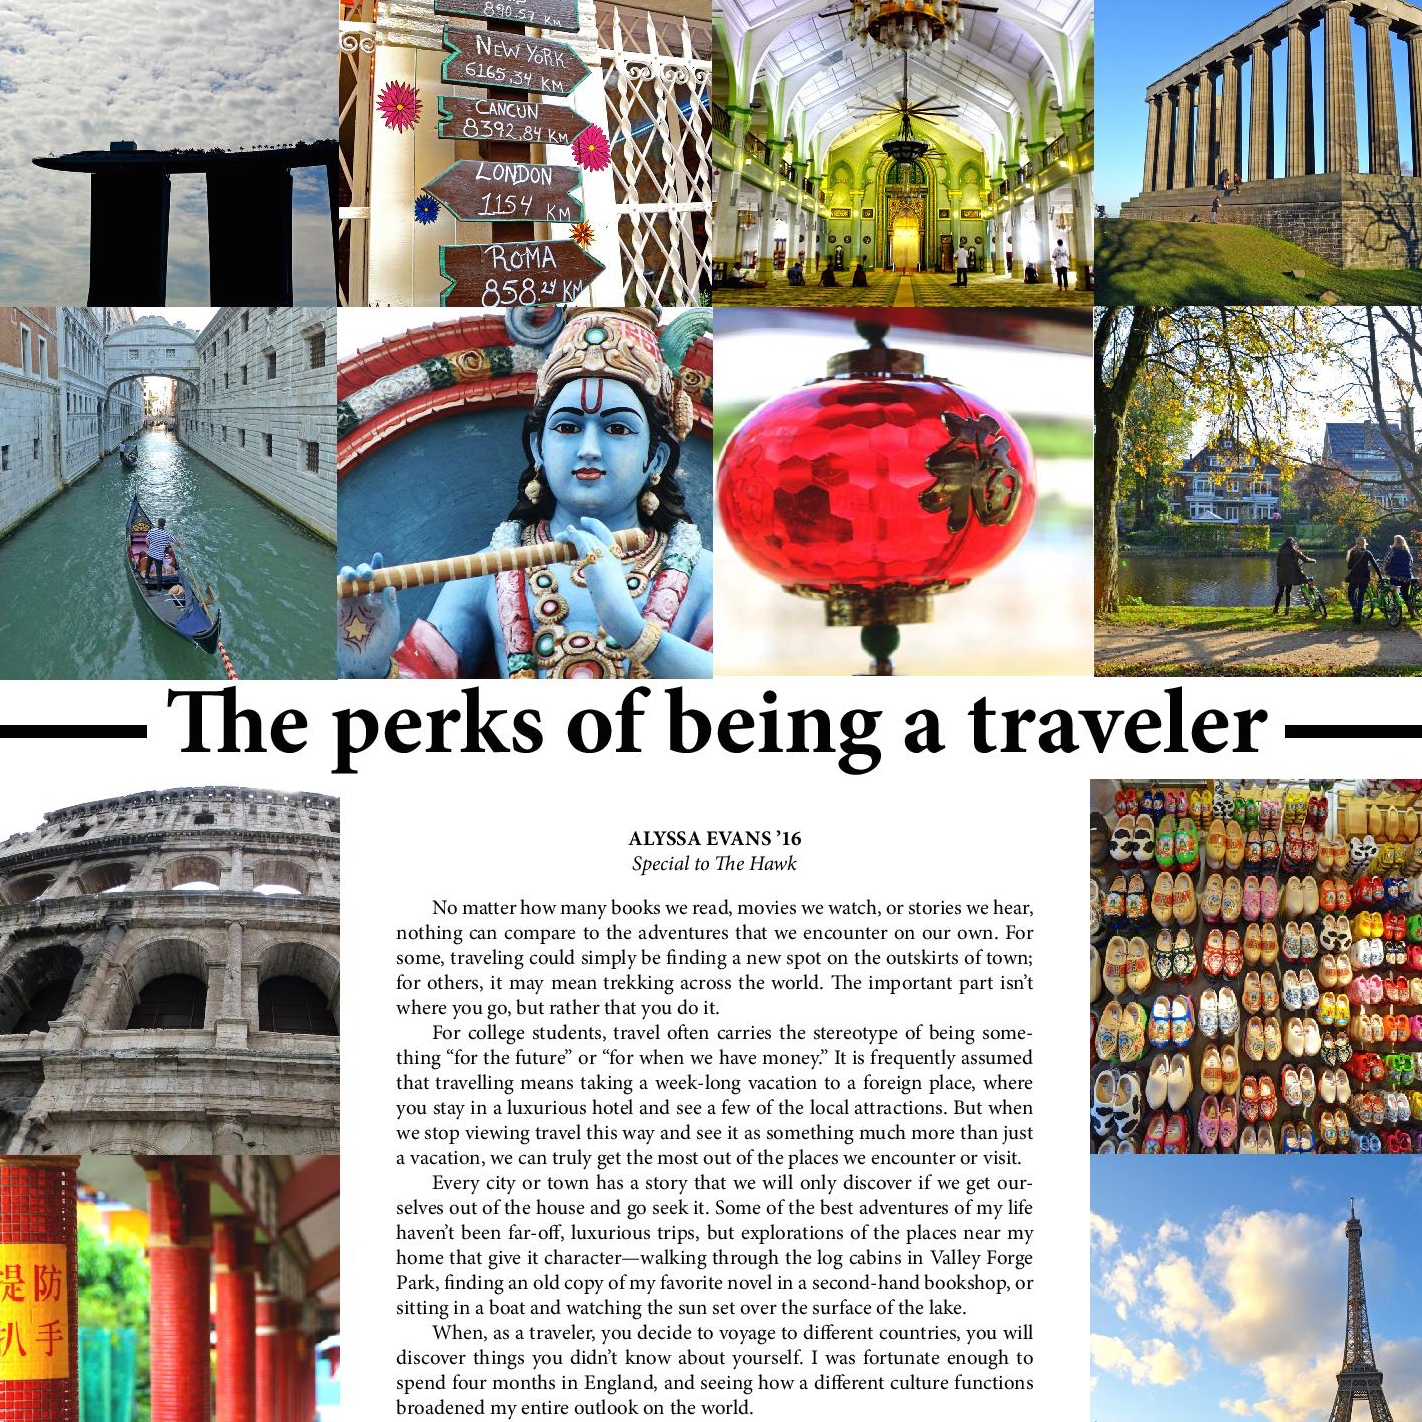 890.57 KM
NEW YORK
6165.34 KM
CANCUN
8392.84 KM
LONDON
1154 KM
ROMA
858.24 KM
福
The perks of being a traveler
ALYSSA EVANS ’16
Special to The Hawk
No matter how many books we read, movies we watch, or stories we hear,
nothing can compare to the adventures that we encounter on our own. For
some, traveling could simply be finding a new spot on the outskirts of town;
for others, it may mean trekking across the world. The important part isn’t
where you go, but rather that you do it.
For college students, travel often carries the stereotype of being some-
thing “for the future” or “for when we have money.” It is frequently assumed
that travelling means taking a week-long vacation to a foreign place, where
you stay in a luxurious hotel and see a few of the local attractions. But when
we stop viewing travel this way and see it as something much more than just
a vacation, we can truly get the most out of the places we encounter or visit.
Every city or town has a story that we will only discover if we get our-
selves out of the house and go seek it. Some of the best adventures of my life
haven’t been far-off, luxurious trips, but explorations of the places near my
home that give it character—walking through the log cabins in Valley Forge
Park, finding an old copy of my favorite novel in a second-hand bookshop, or
sitting in a boat and watching the sun set over the surface of the lake.
When, as a traveler, you decide to voyage to different countries, you will
discover things you didn’t know about yourself. I was fortunate enough to
spend four months in England, and seeing how a different culture functions
broadened my entire outlook on the world.
提防
扒手